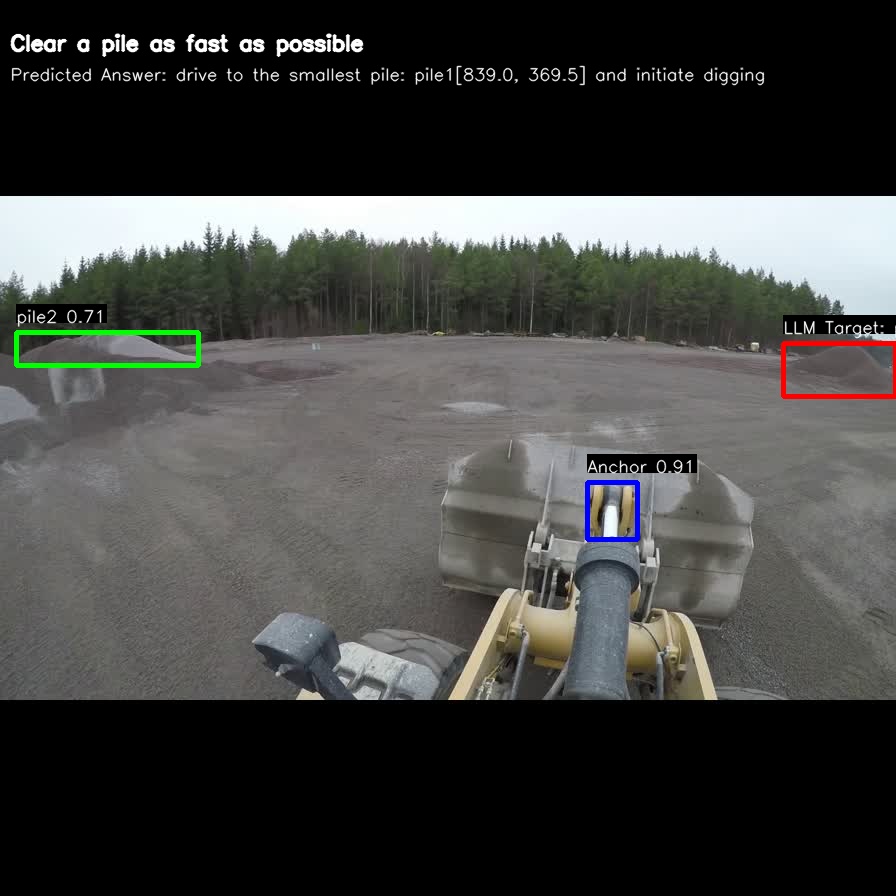 Clear a pile as fast as possible
Predicted Answer: drive to the smallest pile: pile1[839.0, 369.5] and initiate digging
pile2 0.71
LLM Target:
Anchor 0.91